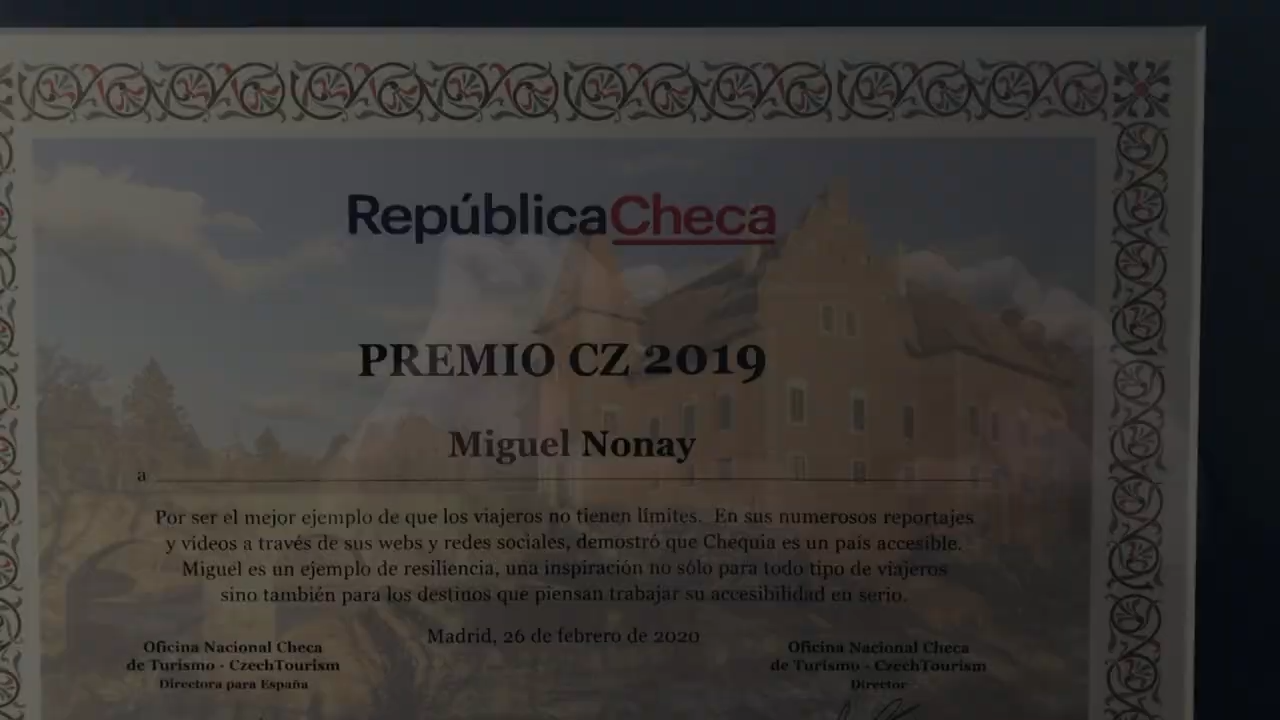 RepúblicaCheca
PREMIO CZ 2019
Miguel Nonay
a
Por ser el mejor ejemplo de que los viajeros no tienen límites. En sus numerosos reportajes
y videos a través de sus webs y redes sociales, demostró que Chequia es un país accesible.
Miguel es un ejemplo de resiliencia, una inspiración no sólo para todo tipo de viajeros
sino también para los destinos que piensan trabajar su accesibilidad en serio.
Madrid, 26 de febrero de 2020
Oficina Nacional Checa
de Turismo - CzechTourism
Directora para España
Oficina Nacional Checa
de Turismo - CzechTourism
Director